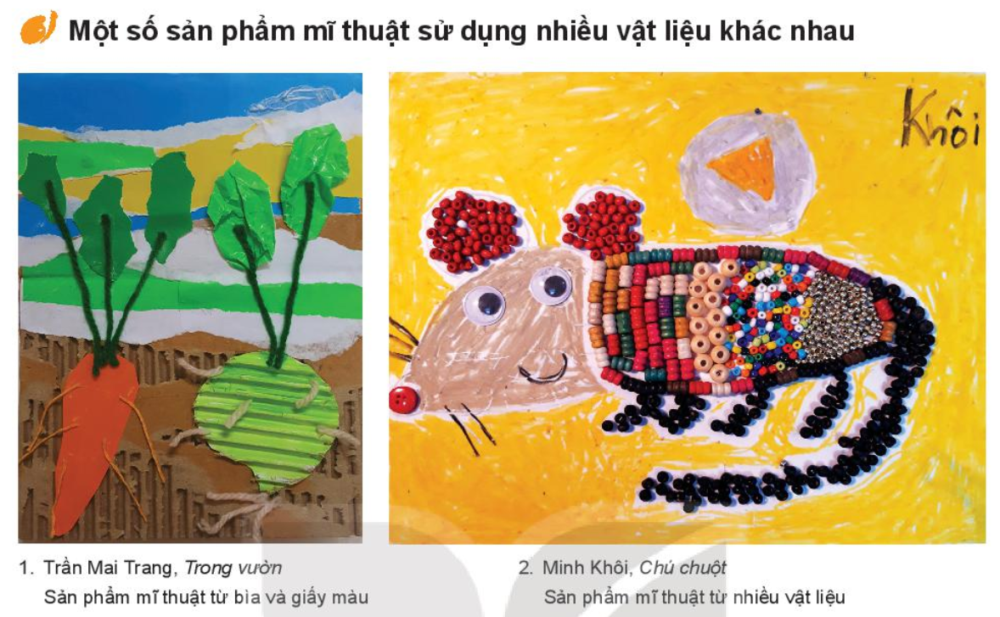 Một số sản phẩm mĩ thuật sử dụng nhiều vật liệu khác nhau
Khôi
1. Trần Mai Trang, Trong vườn
Sản phẩm mĩ thuật từ bìa và giấy màu
2. Minh Khôi, Chú chuột
Sản phẩm mĩ thuật từ nhiều vật liệu